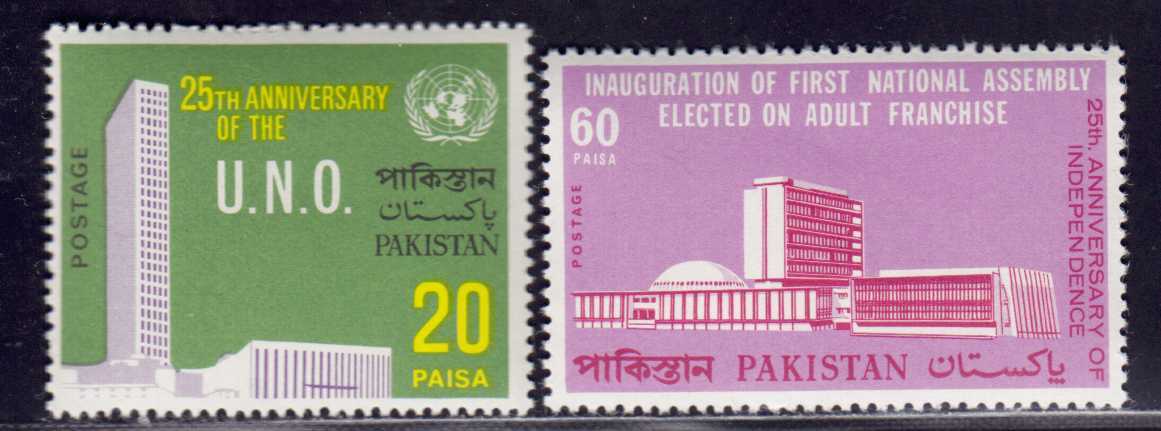 25TH ANNIVERSARY
OF THE
U.N.O.
POSTAGE
পাকিস্তান
پاکستان
PAKISTAN
20
PAISA
INAUGURATION OF FIRST NATIONAL ASSEMBLY
ELECTED ON ADULT FRANCHISE
60
PAISA
POSTAGE
25th. ANNIVERSARY OF
INDEPENDENCE
পাকিস্তান PAKISTAN پاکستان